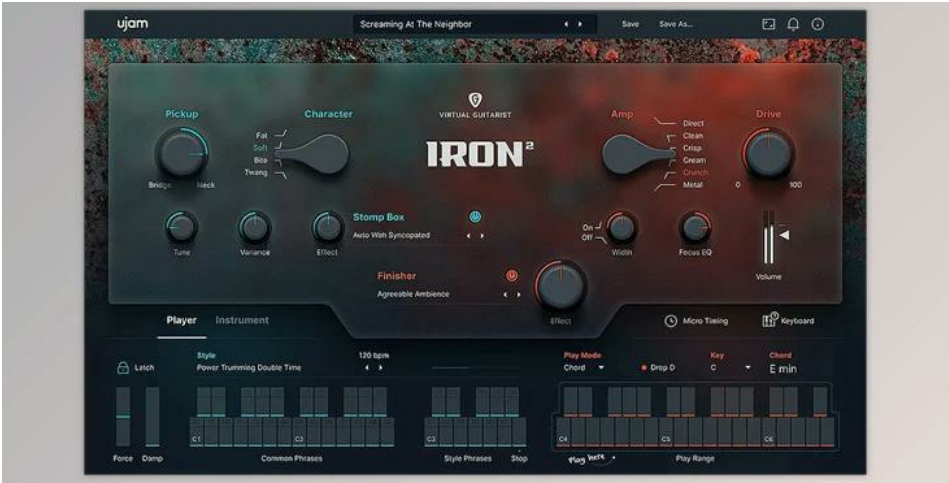 ujam
Screaming At The Neighbor
Save
Save As...
Pickup
Character
VIRTUAL GUITARIST
Amp
Drive
Fat
Soft
Bite
Twang
Bridge
Neck
IRON²
Direct
Clean
Crisp
Cream
Crunch
Metal
0
100
Tune
Variance
Effect
Stomp Box
Auto Wah Syncopated
On
Off
Width
Focus EQ
Volume
Finisher
Agreeable Ambience
Effect
Player
Instrument
Micro Timing
Keyboard
Latch
Style
Power Trumming Double Time
120 bpm
Play Mode
Chord
Drop D
Key
C
Chord
E min
C1
C2
C3
C4
C5
C6
Force
Damp
Common Phrases
Style Phrases
Stop
Play here
Play Range